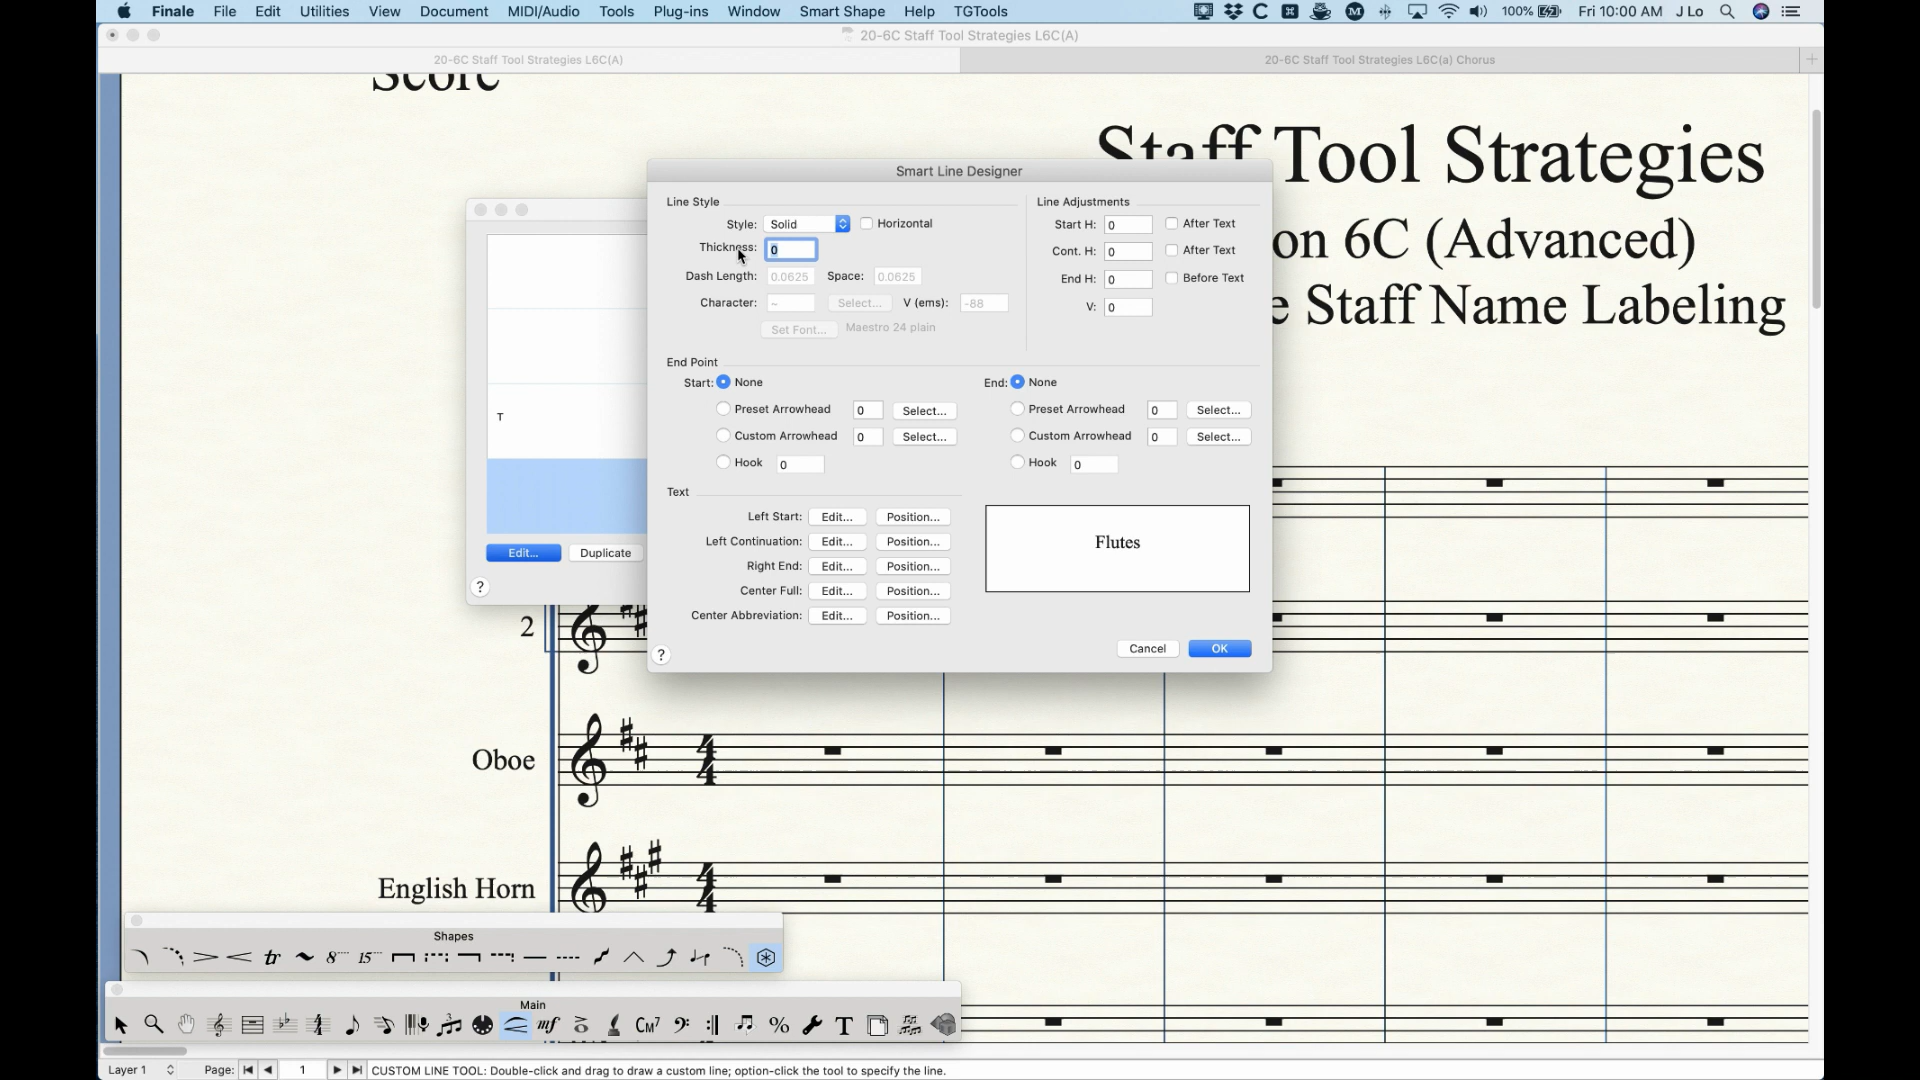 Finale File Edit Utilities View Document MIDI/Audio Tools Plug-ins Window Smart Shape Help TGTools 100% Fri 10:00 AM J Lo
20-6C Staff Tool Strategies L6C(A)
20-6C Staff Tool Strategies L6C(A) 20-6C Staff Tool Strategies L6C(a) Chorus
Score
Staff Tool Strategies
on 6C (Advanced)
e Staff Name Labeling
Smart Line Designer
Line Style Line Adjustments
Style: Solid Horizontal Start H: 0 After Text
Thickness: 0 Cont. H: 0 After Text
Dash Length: 0.0625 Space: 0.0625 End H: 0 Before Text
Character: ~ Select... V (ems): -88 V: 0
Set Font... Maestro 24 plain
End Point
Start: None End: None
Preset Arrowhead 0 Select... Preset Arrowhead 0 Select...
Custom Arrowhead 0 Select... Custom Arrowhead 0 Select...
Hook 0 Hook 0
Text
Left Start: Edit... Position...
Left Continuation: Edit... Position...
Right End: Edit... Position...
Center Full: Edit... Position...
Center Abbreviation: Edit... Position...
Flutes
Cancel OK
?
T
Edit... Duplicate
?
2
Oboe
English Horn
Shapes
tr 8 15
Main
mf CM7 % T
Layer 1 Page: 1 CUSTOM LINE TOOL: Double-click and drag to draw a custom line; option-click the tool to specify the line.